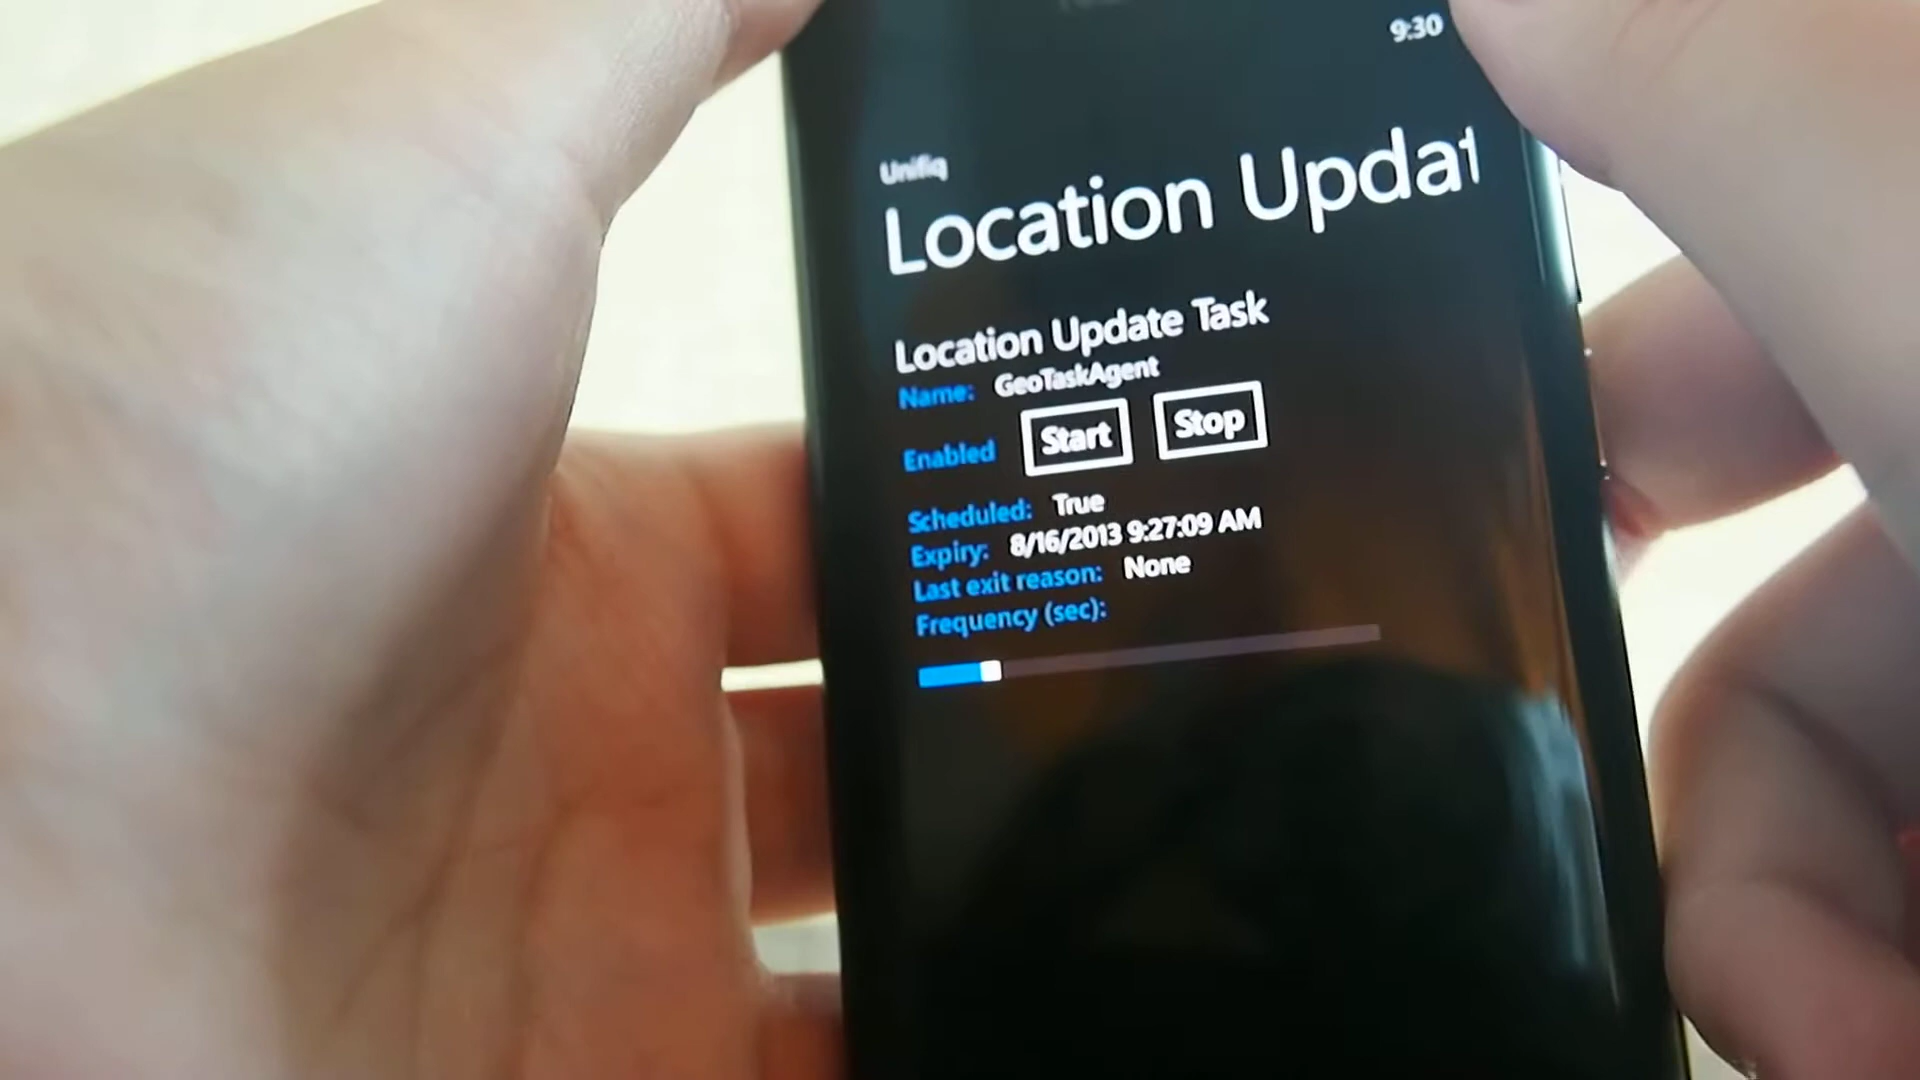 9:30
Unifiq
Location Updat
Location Update Task
Name: GeoTaskAgent
Enabled Start Stop
Scheduled: True
Expiry: 8/16/2013 9:27:09 AM
Last exit reason: None
Frequency (sec):